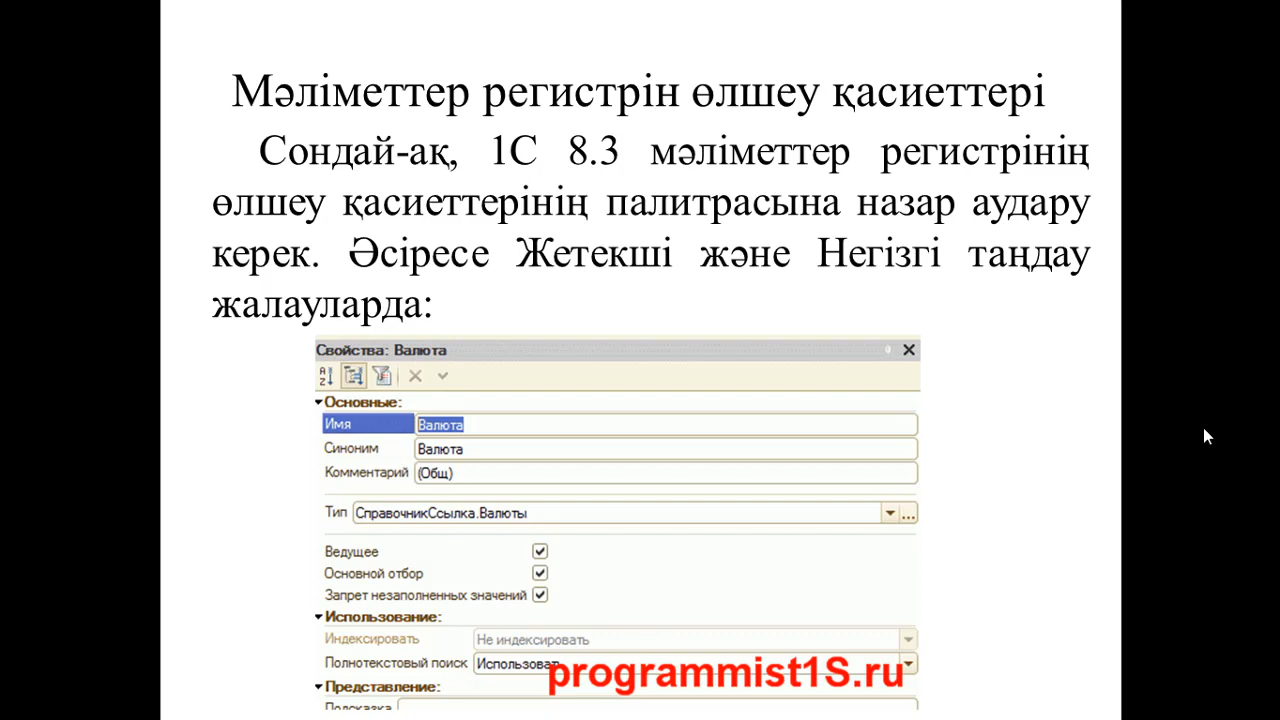 Мәліметтер регистрін өлшеу қасиеттері
Сондай-ақ, 1С 8.3 мәліметтер регистрінің
өлшеу қасиеттерінің палитрасына назар аудару
керек. Әсіресе Жетекші және Негізгі таңдау
жалауларда:
Свойства: Валюта
Основные:
Имя Валюта
Синоним Валюта
Комментарий (Общ)
Тип СправочникСсылка.Валюты ...
Ведущее
Основной отбор
Запрет незаполненных значений
Использование:
Индексировать Не индексировать
Полнотекстовый поиск Использовать
programmist1S.ru
Представление:
Подсказка